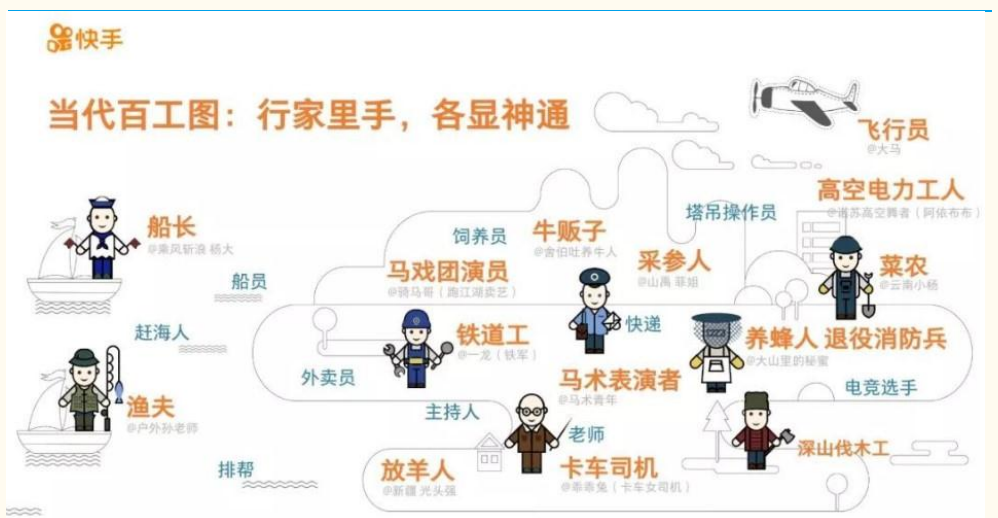 快手
当代百工图：行家里手，各显神通
飞行员
@大马
高空电力工人
@诺苏高空舞者（阿依布布）
塔吊操作员
船长
@乘风斩浪 杨大
饲养员
牛贩子
@舍伯吐养牛人
采参人
@山禺 菲姐
菜农
@云南小杨
马戏团演员
@骑马哥（跑江湖卖艺）
船员
快递
赶海人
铁道工
@一龙（铁军）
养蜂人
@大山里的秘蜜
退役消防兵
外卖员
马术表演者
@马术青年
电竞选手
渔夫
@户外孙老师
主持人
老师
深山伐木工
排帮
放羊人
@新疆 光头强
卡车司机
@乖乖兔（卡车女司机）